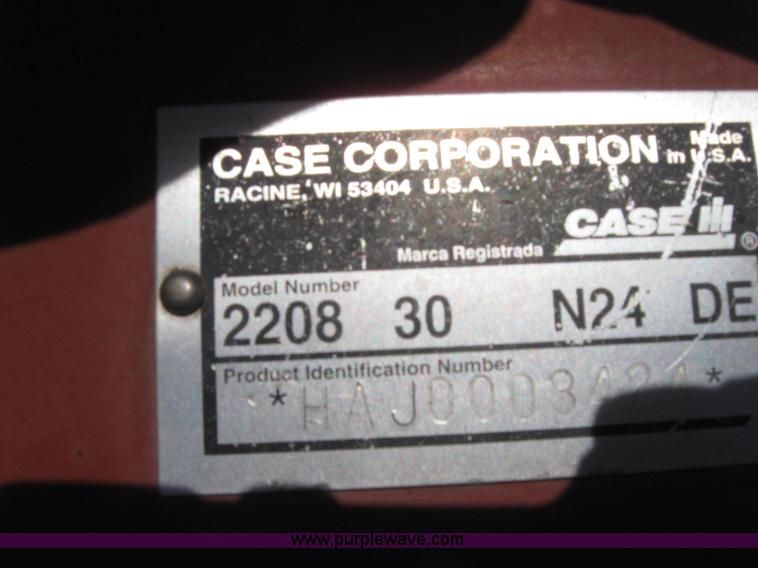 CASE CORPORATION Made in U.S.A.
RACINE, WI 53404 U.S.A.
CASE IH ®
Marca Registrada
Model Number
2208 30 N24 DE
Product Identification Number
www.purplewave.com